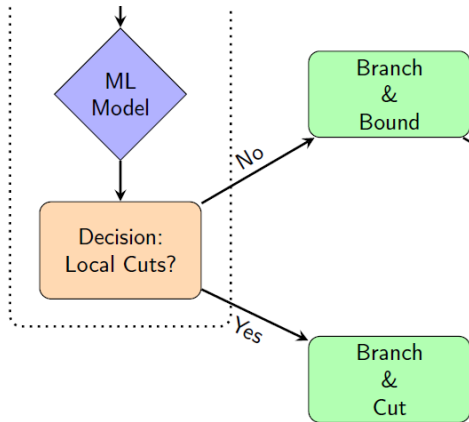 ML
Model
Branch
&
Bound
No
Decision:
Local Cuts?
Yes
Branch
&
Cut